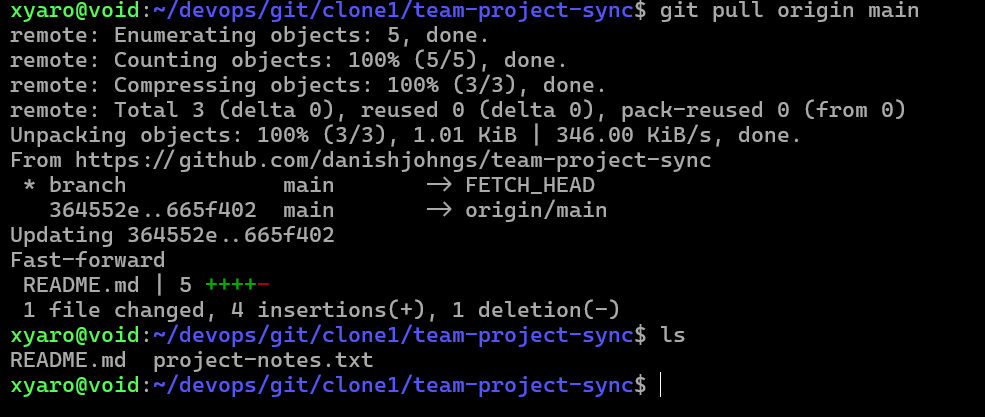 xyaro@void:~/devops/git/clone1/team-project-sync$ git pull origin main
remote: Enumerating objects: 5, done.
remote: Counting objects: 100% (5/5), done.
remote: Compressing objects: 100% (3/3), done.
remote: Total 3 (delta 0), reused 0 (delta 0), pack-reused 0 (from 0)
Unpacking objects: 100% (3/3), 1.01 KiB | 346.00 KiB/s, done.
From https://github.com/danishjohngs/team-project-sync
 * branch            main       -> FETCH_HEAD
   364552e..665f402  main       -> origin/main
Updating 364552e..665f402
Fast-forward
 README.md | 5 ++++-
 1 file changed, 4 insertions(+), 1 deletion(-)
xyaro@void:~/devops/git/clone1/team-project-sync$ ls
README.md  project-notes.txt
xyaro@void:~/devops/git/clone1/team-project-sync$